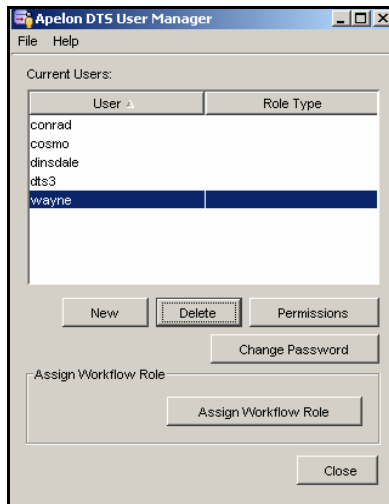 Apelon DTS User Manager
File Help
Current Users:
User Role Type
conrad
cosmo
dinsdale
dts3
wayne
New Delete Permissions
Change Password
Assign Workflow Role
Assign Workflow Role
Close